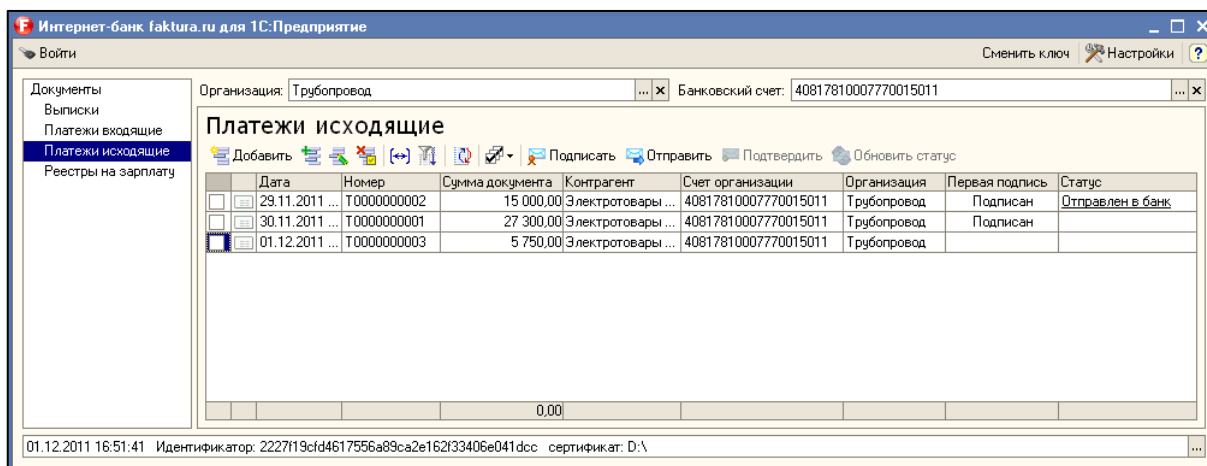 Интернет-банк faktura.ru для 1С:Предприятие
Войти Сменить ключ Настройки ?
Документы
Выписки
Платежи входящие
Платежи исходящие
Реестры на зарплату
Организация: Трубопровод ... x Банковский счет: 40817810007770015011 ... x
Платежи исходящие
Добавить Подписать Отправить Подтвердить Обновить статус
Дата Номер Сумма документа Контрагент Счет организации Организация Первая подпись Статус
29.11.2011 ... Т0000000002 15 000,00 Электротовары ... 40817810007770015011 Трубопровод Подписан Отправлен в банк
30.11.2011 ... Т0000000001 27 300,00 Электротовары ... 40817810007770015011 Трубопровод Подписан
01.12.2011 ... Т0000000003 5 750,00 Электротовары ... 40817810007770015011 Трубопровод
0,00
01.12.2011 16:51:41 Идентификатор: 2227f19cfd4617556a89ca2e162f33406e041dcc сертификат: D:\ ...